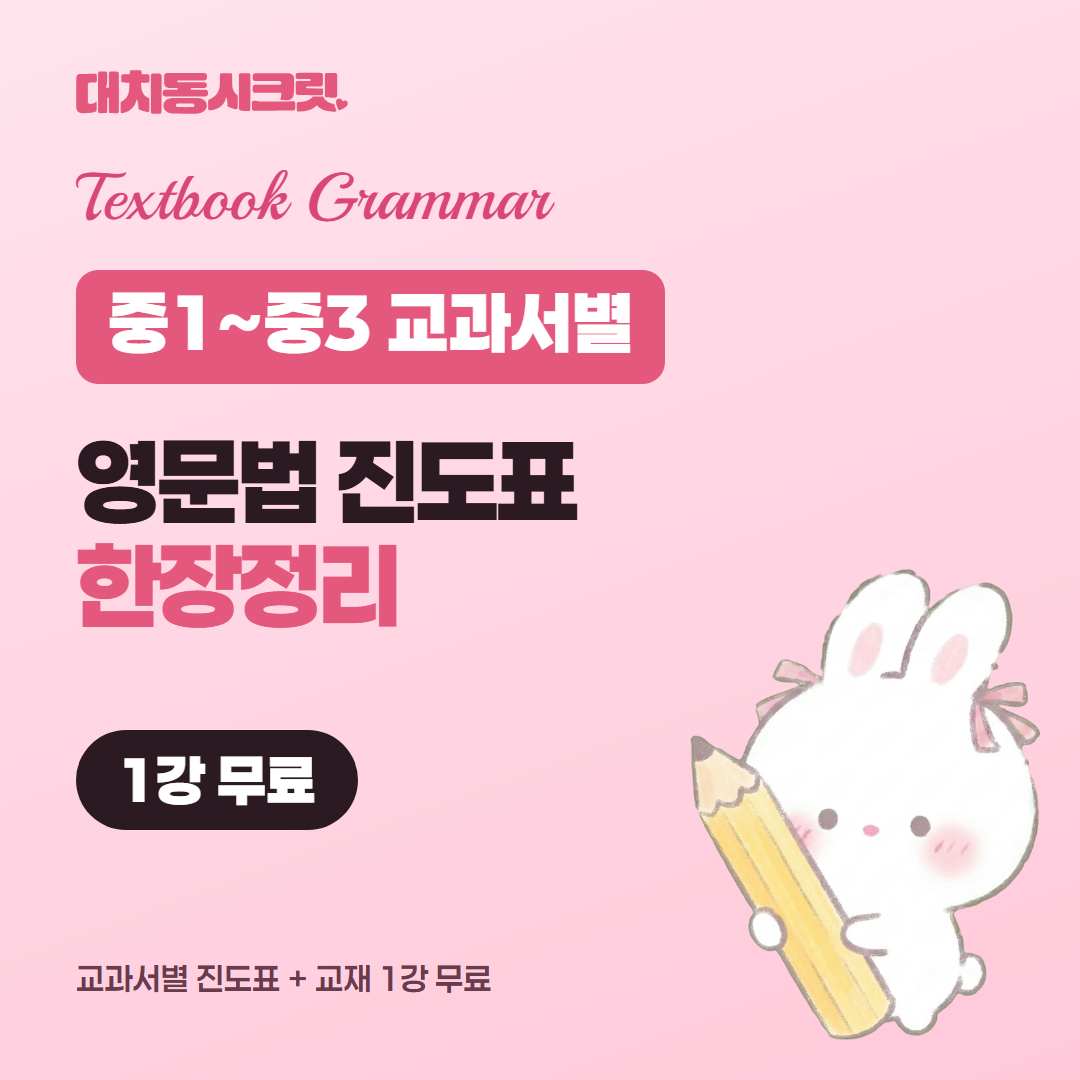 대치동시크릿
Textbook Grammar
중1~중3 교과서별
영문법 진도표
한장정리
1강 무료
교과서별 진도표 + 교재 1강 무료